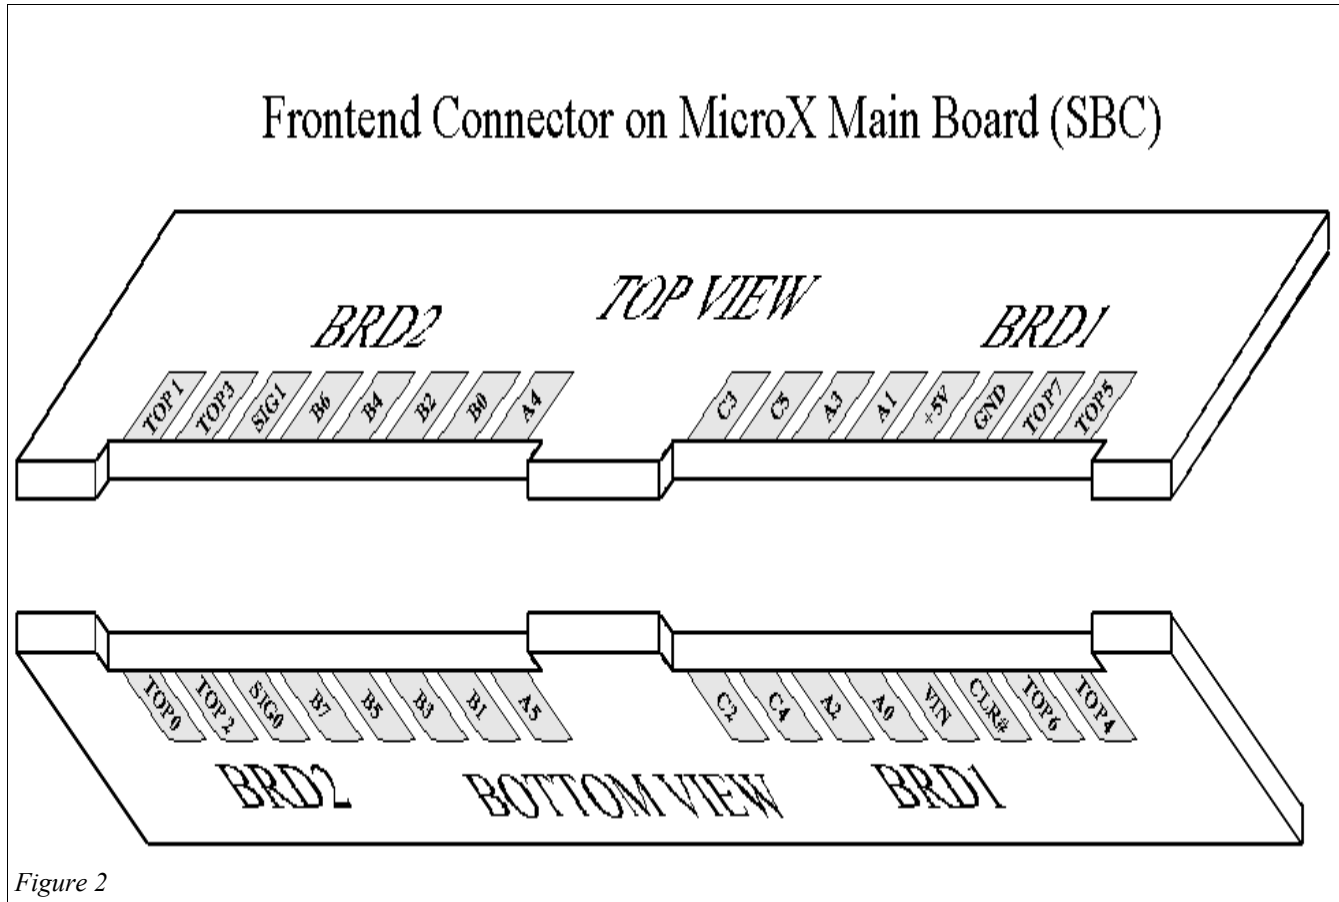 Frontend Connector on MicroX Main Board (SBC)
TOP VIEW
BRD2 BRD1
TOP1 TOP3 SIG1 B6 B4 B2 B0 A4 C3 C5 A3 A1 +5V GND TOP7 TOP5
TOP0 TOP2 SIG0 B7 B5 B3 B1 A5 C2 C4 A2 A0 VIN CLR# TOP6 TOP4
BRD2 BOTTOM VIEW BRD1
Figure 2